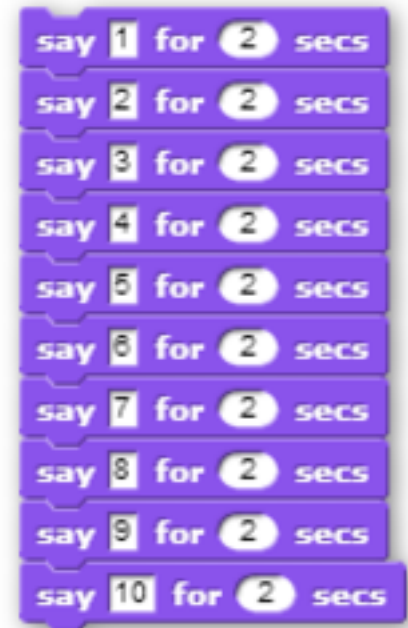 say 1 for 2 secs
say 2 for 2 secs
say 3 for 2 secs
say 4 for 2 secs
say 5 for 2 secs
say 6 for 2 secs
say 7 for 2 secs
say 8 for 2 secs
say 9 for 2 secs
say 10 for 2 secs